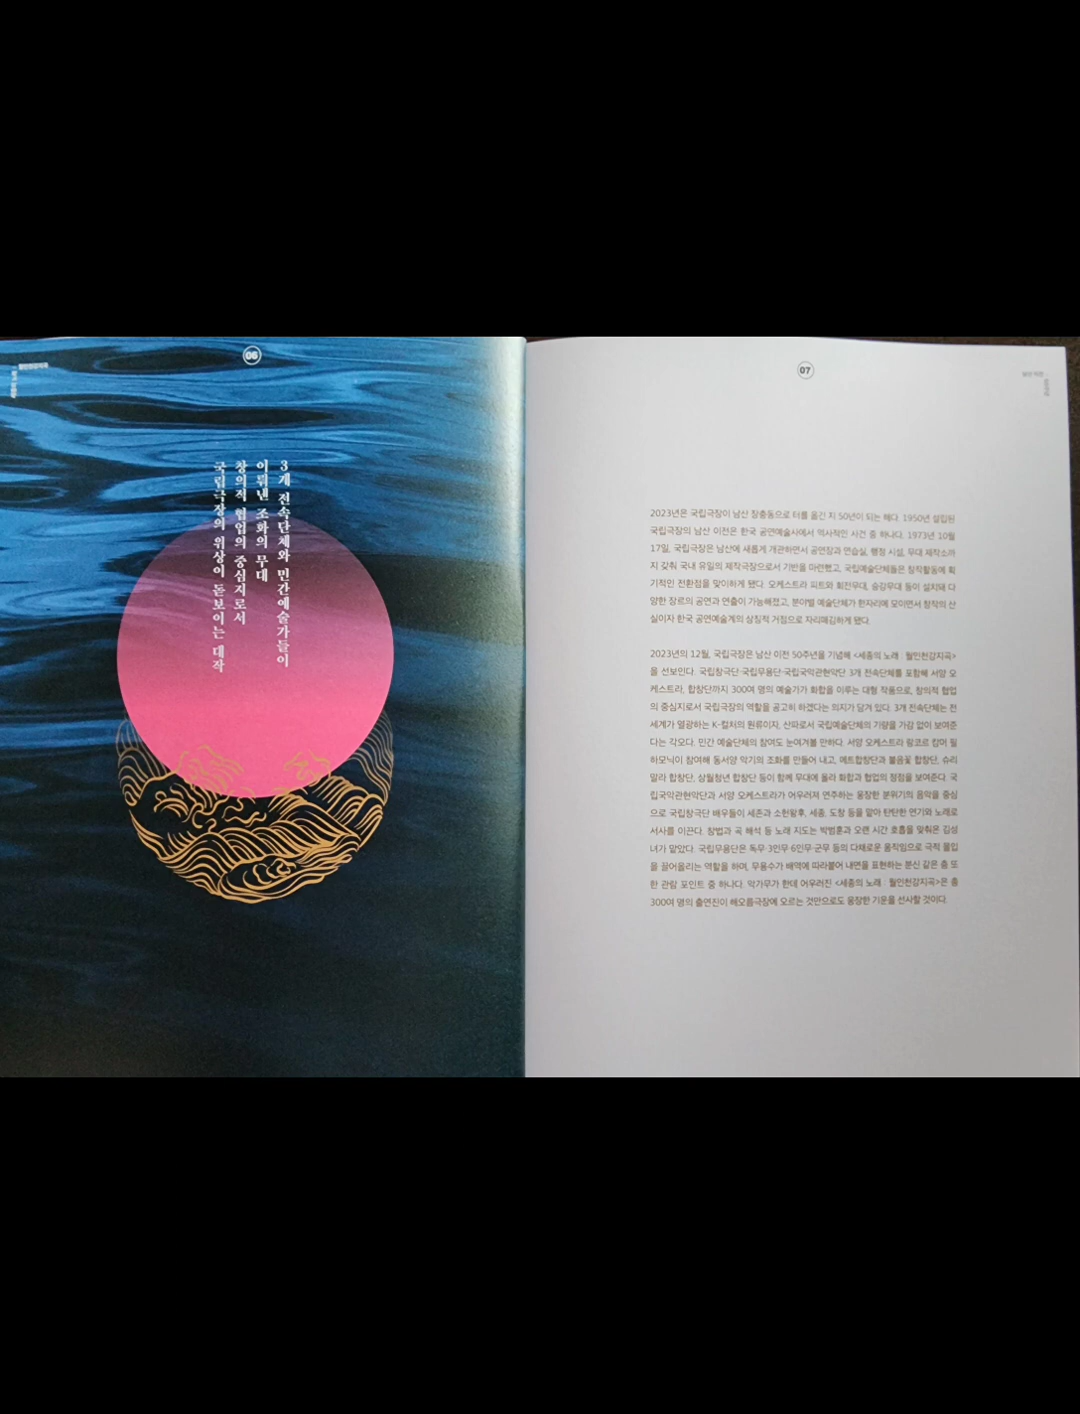 06
3개 전속단체와 민간예술가들이
이뤄낸 조화의 무대
창의적 협업의 중심지로서
국립극장의 위상이 돋보이는 대작
07
2023년은 국립극장이 남산 장충동으로 터를 옮긴 지 50년이 되는 해다. 1950년 설립된
국립극장의 남산 이전은 한국 공연예술사에서 역사적인 사건 중 하나다. 1973년 10월
17일, 국립극장은 남산에 새롭게 개관하면서 공연장과 연습실, 행정 시설, 무대 제작소까
지 갖춰 국내 유일의 제작극장으로서 기반을 마련했고, 국립예술단체들은 창작활동에 획
기적인 전환점을 맞이하게 됐다. 오케스트라 피트와 회전무대, 승강무대 등이 설치돼 다
양한 장르의 공연과 연출이 가능해졌고, 분야별 예술단체가 한자리에 모이면서 창작의 산
실이자 한국 공연예술계의 상징적 거점으로 자리매김하게 됐다.
2023년의 12월, 국립극장은 남산 이전 50주년을 기념해 <세종의 노래 : 월인천강지곡>
을 선보인다. 국립창극단·국립무용단·국립국악관현악단 3개 전속단체를 포함해 서양 오
케스트라, 합창단까지 300여 명의 예술가가 화합을 이루는 대형 작품으로, 창의적 협업
의 중심지로서 국립극장의 역할을 공고히 하겠다는 의지가 담겨 있다. 3개 전속단체는 전
세계가 열광하는 K-컬처의 원류이자, 산파로서 국립예술단체의 기량을 가감 없이 보여준
다는 각오다. 민간 예술단체의 참여도 눈여겨볼 만하다. 서양 오케스트라 림코르 캄머 필
하모닉이 참여해 동서양 악기의 조화를 만들어 내고, 메트합창단과 불음꽃 합창단, 슈리
말라 합창단, 상월청년 합창단 등이 함께 무대에 올라 화합과 협업의 정점을 보여준다. 국
립국악관현악단과 서양 오케스트라가 어우러져 연주하는 웅장한 분위기의 음악을 중심
으로 국립창극단 배우들이 세존과 소헌왕후, 세종, 도창 등을 맡아 탄탄한 연기와 노래로
서사를 이끈다. 창법과 곡 해석 등 노래 지도는 박범훈과 오랜 시간 호흡을 맞춰온 김성
녀가 맡았다. 국립무용단은 독무·3인무·6인무·군무 등의 다채로운 움직임으로 극적 몰입
을 끌어올리는 역할을 하며, 무용수가 배역에 따라붙어 내면을 표현하는 분신 같은 춤 또
한 관람 포인트 중 하나다. 악가무가 한데 어우러진 <세종의 노래 : 월인천강지곡>은 총
300여 명의 출연진이 해오름극장에 오르는 것만으로도 웅장한 기운을 선사할 것이다.